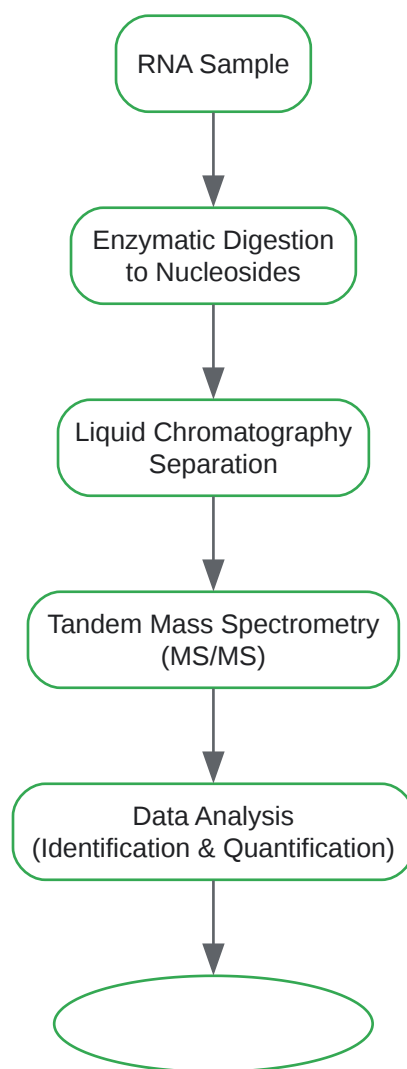 RNA Sample
Enzymatic Digestion
to Nucleosides
Liquid Chromatography
Separation
Tandem Mass Spectrometry
(MS/MS)
Data Analysis
(Identification & Quantification)